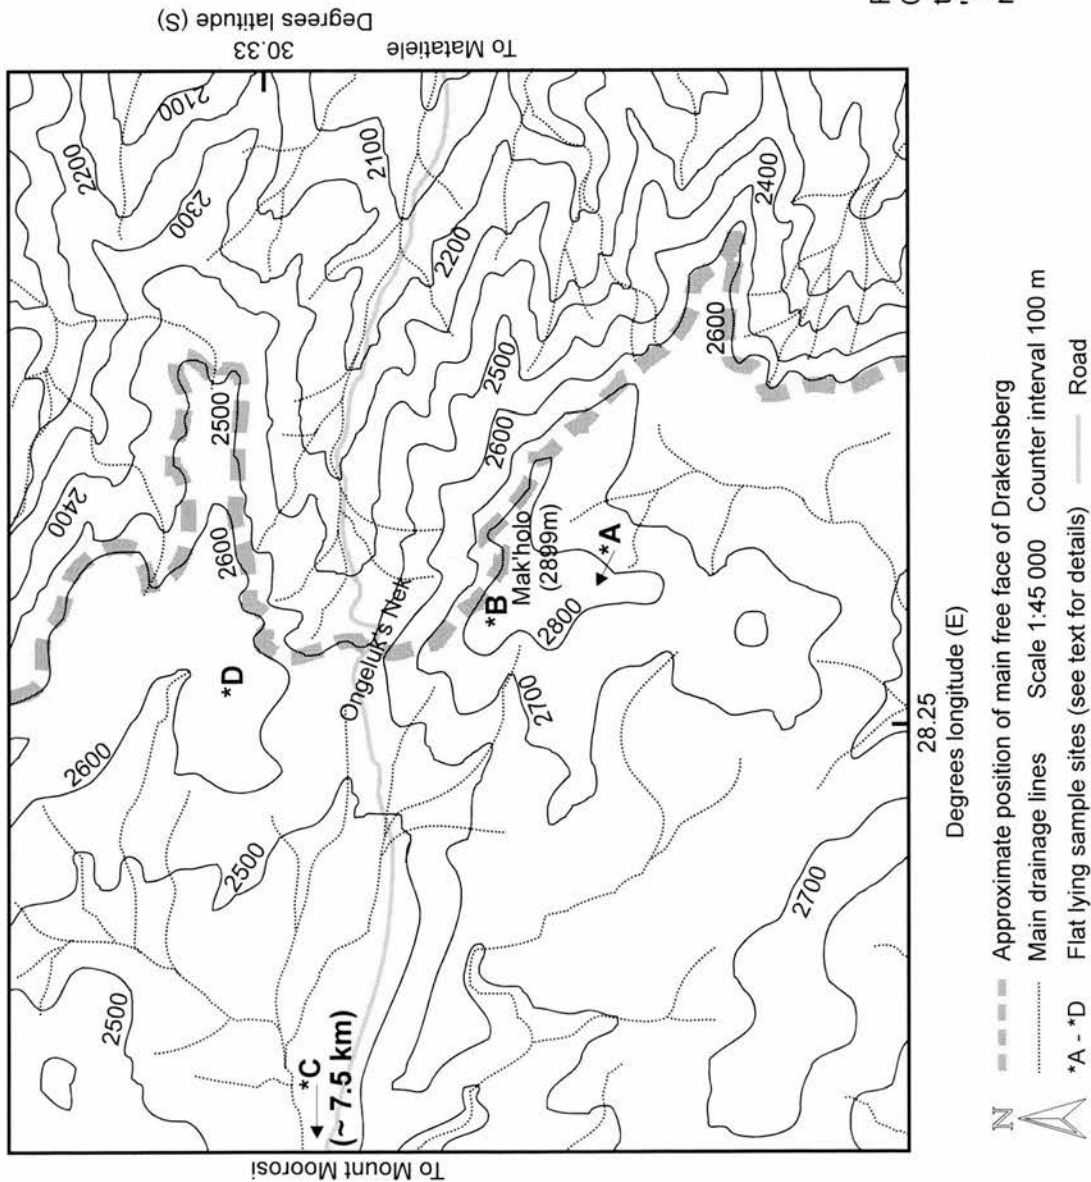 Degrees latitude (S)
30.33
To Matatiele
2100
2200
2300
2100
2200
2400
2400
2500
2600
2500
2600
2600
*D
Ongeluk's Nek
*B
Mak'holo
(2899m)
*A
2800
2700
2600
2500
2500
*C
(~ 7.5 km)
2700
To Mount Moorosi
28.25
Degrees longitude (E)
N
Approximate position of main free face of Drakensberg
Main drainage lines Scale 1:45 000 Counter interval 100 m
*A - *D Flat lying sample sites (see text for details) Road